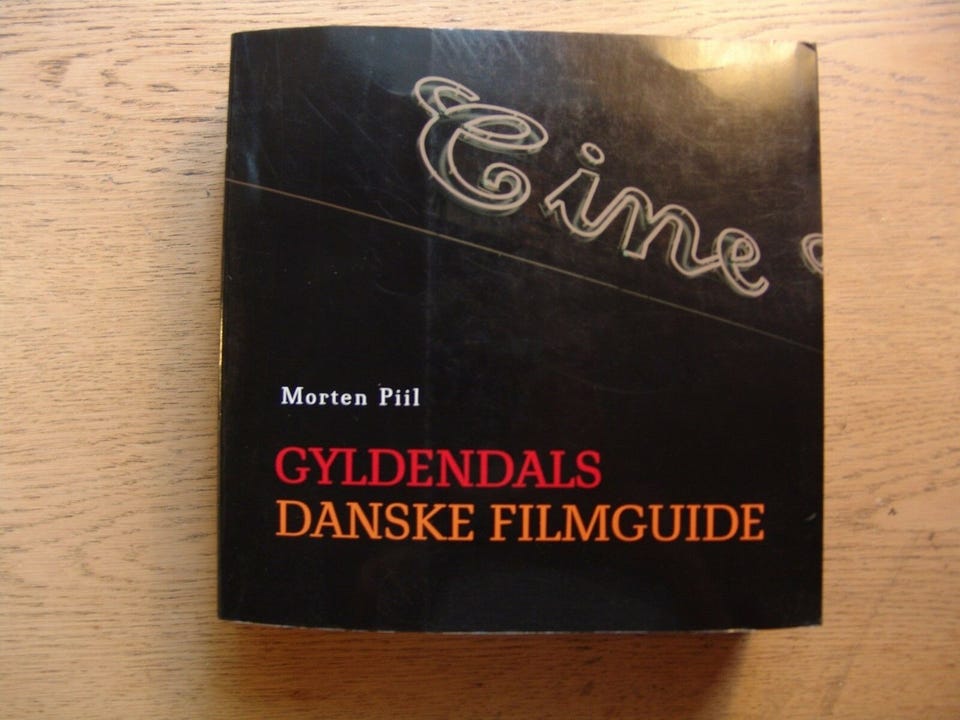 Cine
Morten Piil
GYLDENDALS
DANSKE FILMGUIDE